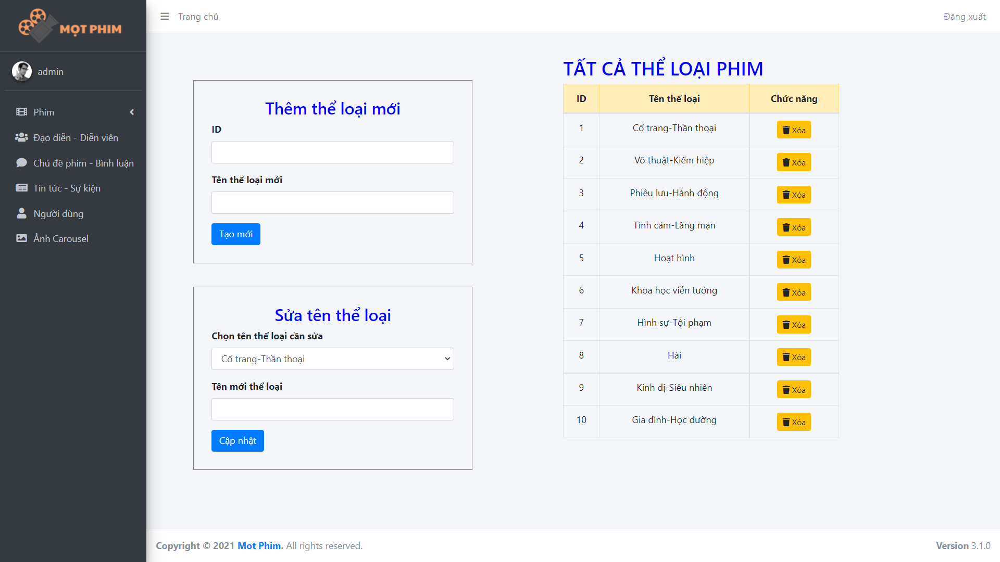 MỌT PHIM
admin
Phim
Đạo diễn - Diễn viên
Chủ đề phim - Bình luận
Tin tức - Sự kiện
Người dùng
Ảnh Carousel
Trang chủ
Đăng xuất
Thêm thể loại mới
ID
Tên thể loại mới
Tạo mới
Sửa tên thể loại
Chọn tên thể loại cần sửa
Cổ trang-Thần thoại
Tên mới thể loại
Cập nhật
TẤT CẢ THỂ LOẠI PHIM
ID Tên thể loại Chức năng
1 Cổ trang-Thần thoại Xóa
2 Võ thuật-Kiếm hiệp Xóa
3 Phiêu lưu-Hành động Xóa
4 Tình cảm-Lãng mạn Xóa
5 Hoạt hình Xóa
6 Khoa học viễn tưởng Xóa
7 Hình sự-Tội phạm Xóa
8 Hài Xóa
9 Kinh dị-Siêu nhiên Xóa
10 Gia đình-Học đường Xóa
Copyright © 2021 Mot Phim. All rights reserved.
Version 3.1.0